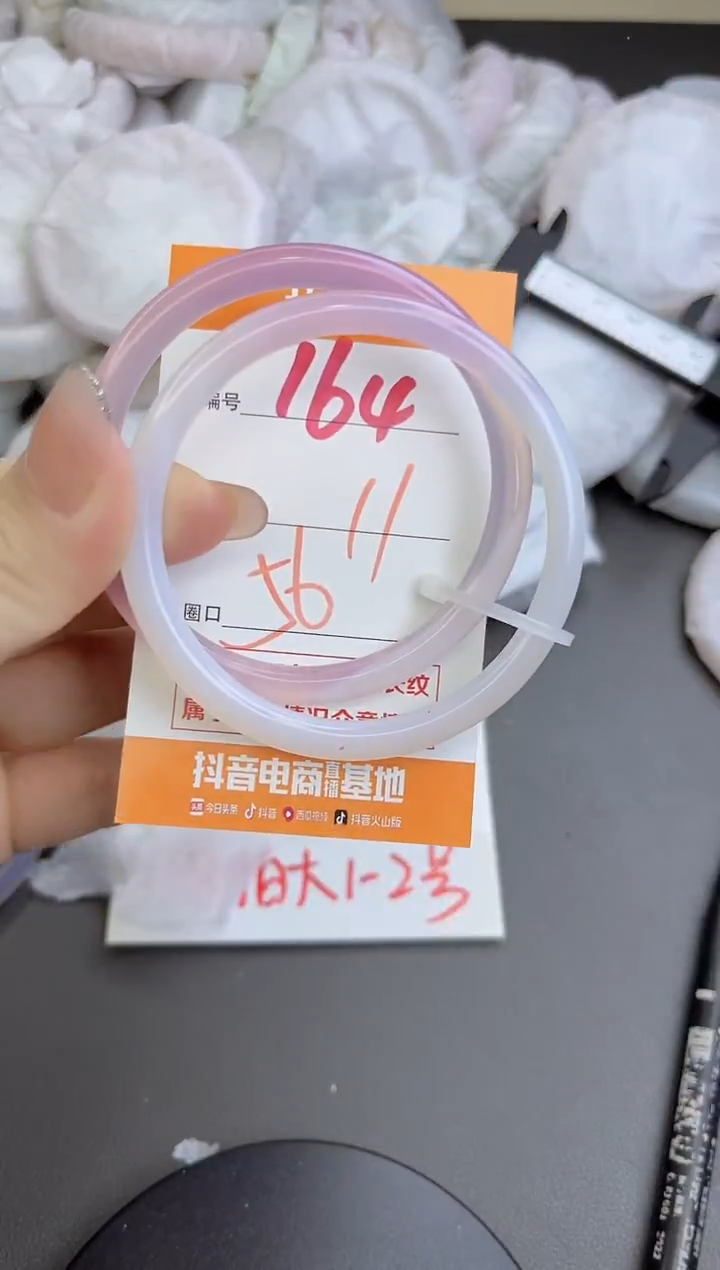 编号 164
11
圈口 56
纹
属
抖音电商直播基地
今日头条 抖音 西瓜视频 抖音火山版
大1-2号